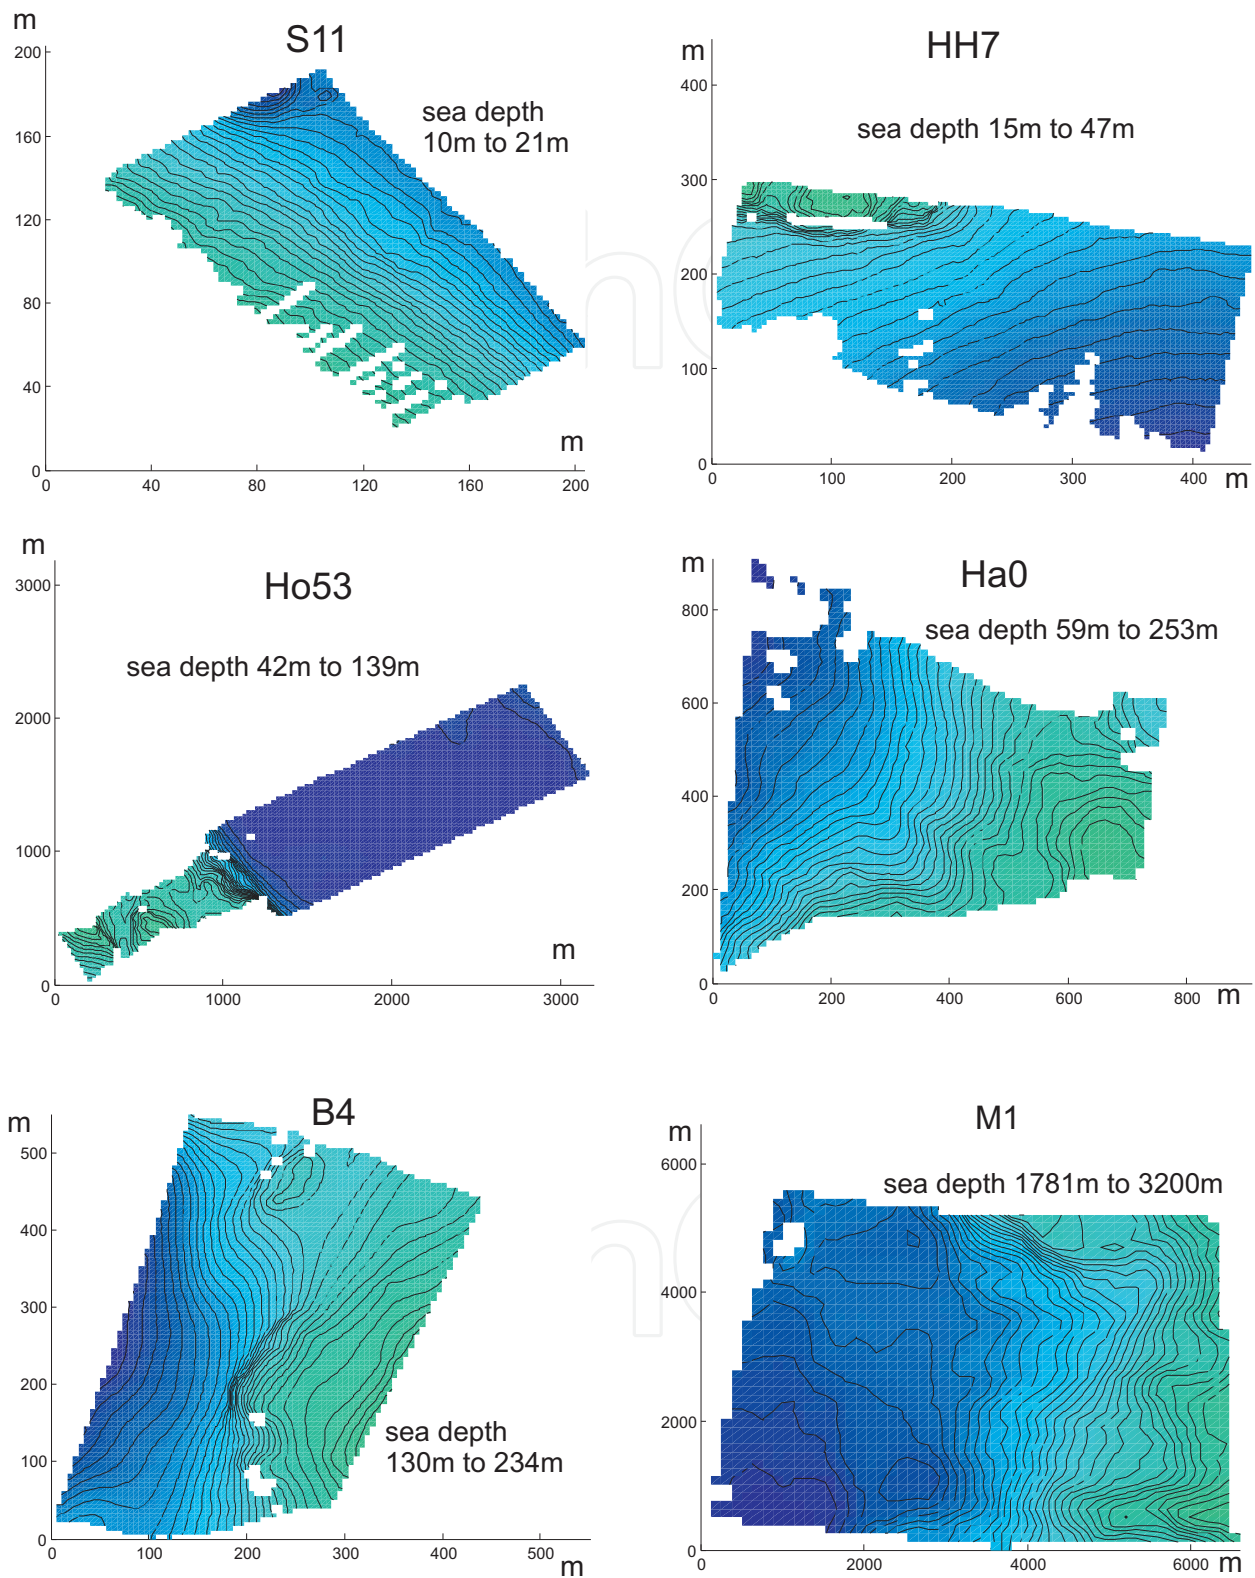 S11
m
200
160
120
80
40
0
sea depth
10m to 21m
m
0 40 80 120 160 200
HH7
m
400
300
200
100
0
sea depth 15m to 47m
0 100 200 300 400 m
Ho53
m
3000
2000
1000
0
sea depth 42m to 139m
m
0 1000 2000 3000
Ha0
m
800
600
400
200
0
sea depth 59m to 253m
0 200 400 600 800 m
B4
m
500
400
300
200
100
0
sea depth
130m to 234m
0 100 200 300 400 500
m
M1
m
6000
4000
2000
0
sea depth 1781m to 3200m
0 2000 4000 6000 m